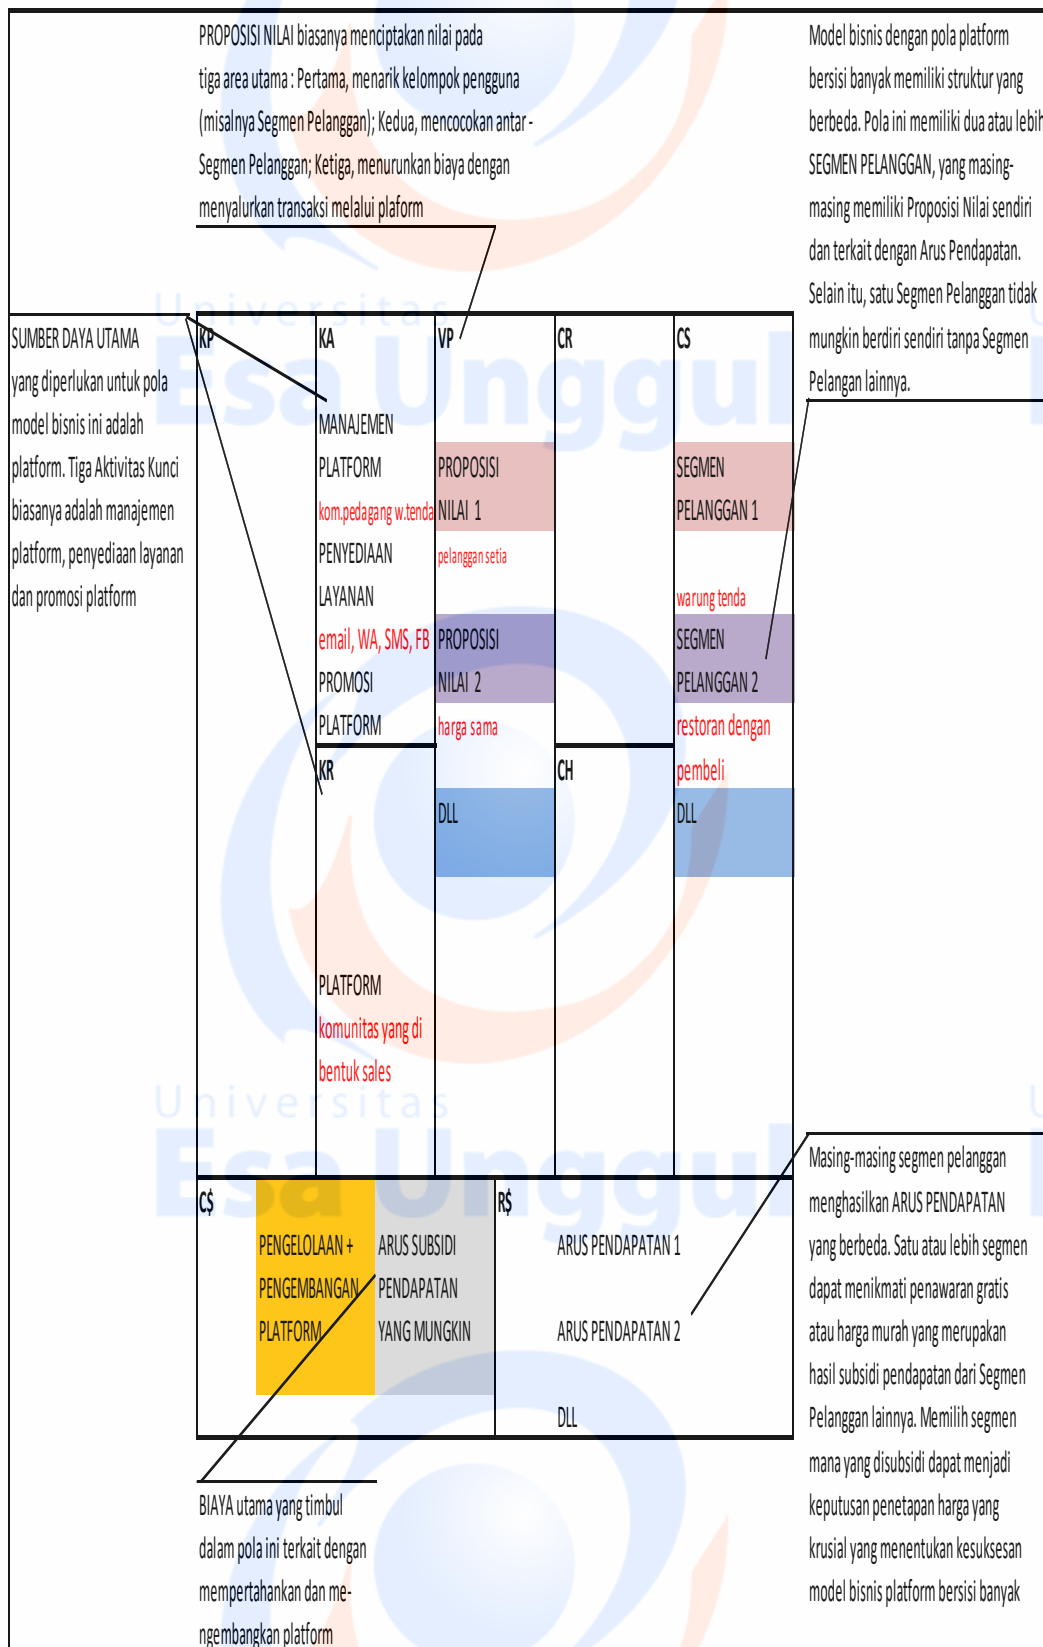 PROPOSISI NILAI biasanya menciptakan nilai pada
tiga area utama : Pertama, menarik kelompok pengguna
(misalnya Segmen Pelanggan); Kedua, mencocokan antar -
Segmen Pelanggan; Ketiga, menurunkan biaya dengan
menyalurkan transaksi melalui plaform
Model bisnis dengan pola platform
bersisi banyak memiliki struktur yang
berbeda. Pola ini memiliki dua atau lebih
SEGMEN PELANGGAN, yang masing-
masing memiliki Proposisi Nilai sendiri
dan terkait dengan Arus Pendapatan.
Selain itu, satu Segmen Pelanggan tidak
mungkin berdiri sendiri tanpa Segmen
Pelangan lainnya.
Universitas
Esa Unggul
SUMBER DAYA UTAMA
yang diperlukan untuk pola
model bisnis ini adalah
platform. Tiga Aktivitas Kunci
biasanya adalah manajemen
platform, penyediaan layanan
dan promosi platform
KP
KA
MANAJEMEN
PLATFORM
kom.pedagang w.tenda
PENYEDIAAN
LAYANAN
email, WA, SMS, FB
PROMOSI
PLATFORM
KR
PLATFORM
komunitas yang di
bentuk sales
VP
PROPOSISI
NILAI 1
pelanggan setia
PROPOSISI
NILAI 2
harga sama
DLL
CR
CH
CS
SEGMEN
PELANGGAN 1
warung tenda
SEGMEN
PELANGGAN 2
restoran dengan
pembeli
DLL
Universitas
Esa Unggul
C$
PENGELOLAAN +
PENGEMBANGAN
PLATFORM
ARUS SUBSIDI
PENDAPATAN
YANG MUNGKIN
R$
ARUS PENDAPATAN 1
ARUS PENDAPATAN 2
DLL
Masing-masing segmen pelanggan
menghasilkan ARUS PENDAPATAN
yang berbeda. Satu atau lebih segmen
dapat menikmati penawaran gratis
atau harga murah yang merupakan
hasil subsidi pendapatan dari Segmen
Pelanggan lainnya. Memilih segmen
mana yang disubsidi dapat menjadi
keputusan penetapan harga yang
krusial yang menentukan kesuksesan
model bisnis platform bersisi banyak
BIAYA utama yang timbul
dalam pola ini terkait dengan
mempertahankan dan me-
ngembangkan platform